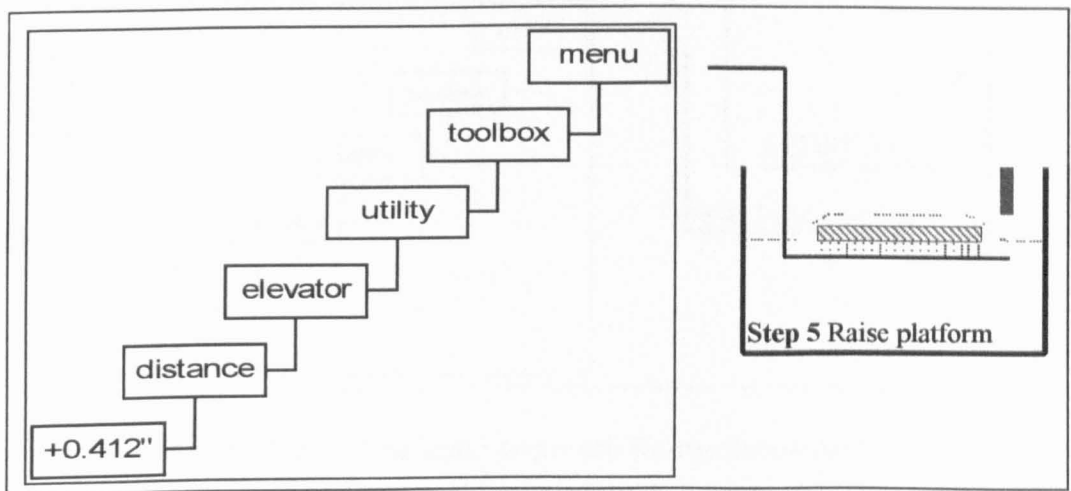 menu
toolbox
utility
elevator
distance
+0.412"
Step 5 Raise platform